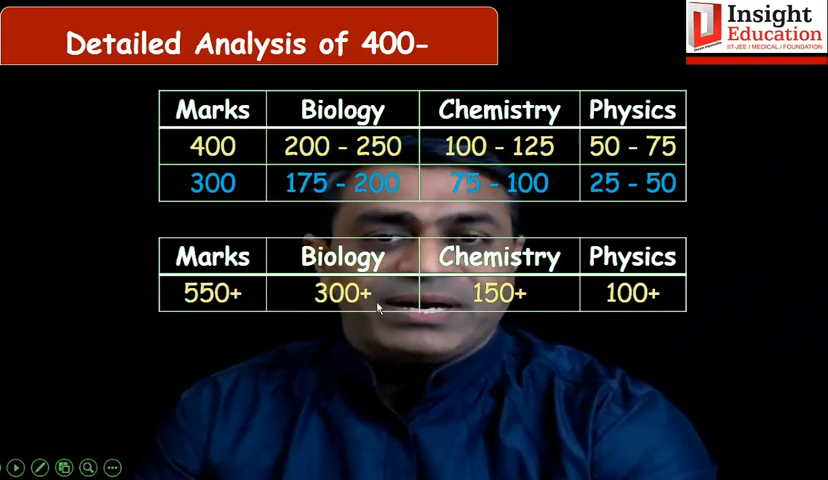 Detailed Analysis of 400-
Insight
Education
IIT-JEE / MEDICAL / FOUNDATION
Marks Biology Chemistry Physics
400 200 - 250 100 - 125 50 - 75
300 175 - 200 75 - 100 25 - 50
Marks Biology Chemistry Physics
550+ 300+ 150+ 100+